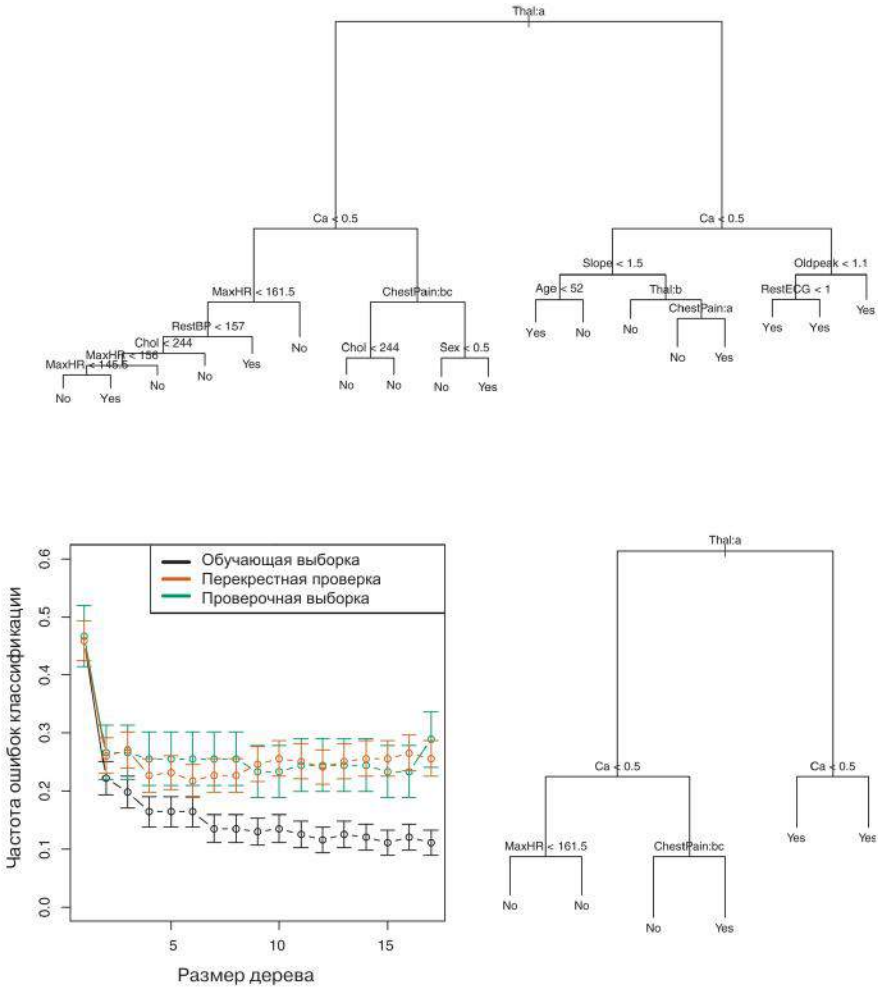 Thal:a
Ca < 0.5
Ca < 0.5
Slope < 1.5
Oldpeak < 1.1
MaxHR < 161.5
ChestPain:bc
Age < 52
Thal:b
RestECG < 1
ChestPain:a
Yes
RestBP < 157
Yes
No
No
Yes
Yes
Chol < 244
No
Chol < 244
Sex < 0.5
No
Yes
MaxHR < 156
Yes
MaxHR < 145.5
No
No
No
No
No
Yes
No
Yes
Thal:a
Обучающая выборка
Перекрестная проверка
Проверочная выборка
Частота ошибок классификации
0.6
0.5
0.4
0.3
0.2
0.1
0.0
5
10
15
Размер дерева
Ca < 0.5
Ca < 0.5
MaxHR < 161.5
ChestPain:bc
Yes
Yes
No
No
No
Yes